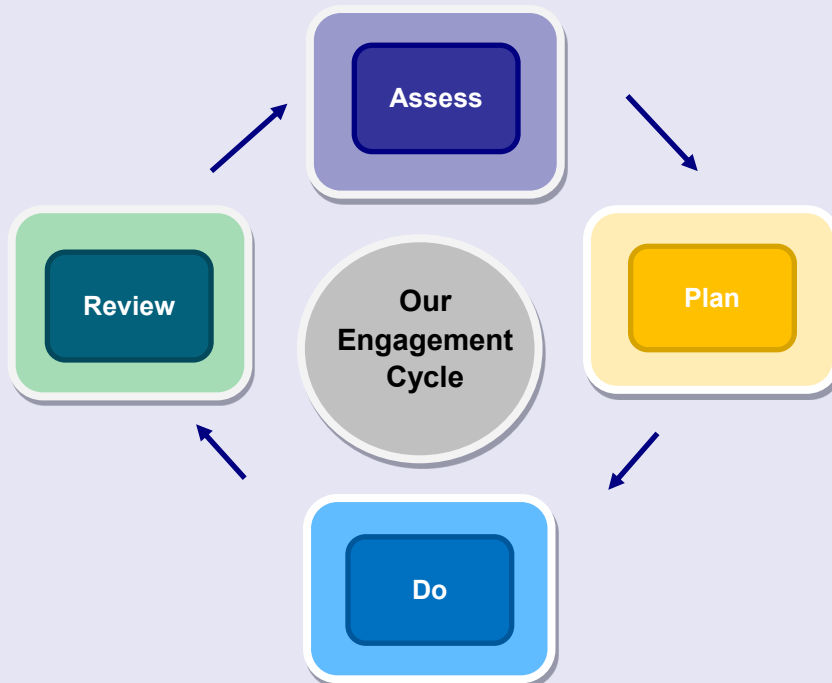 Assess
Plan
Our
Engagement
Cycle
Review
Do